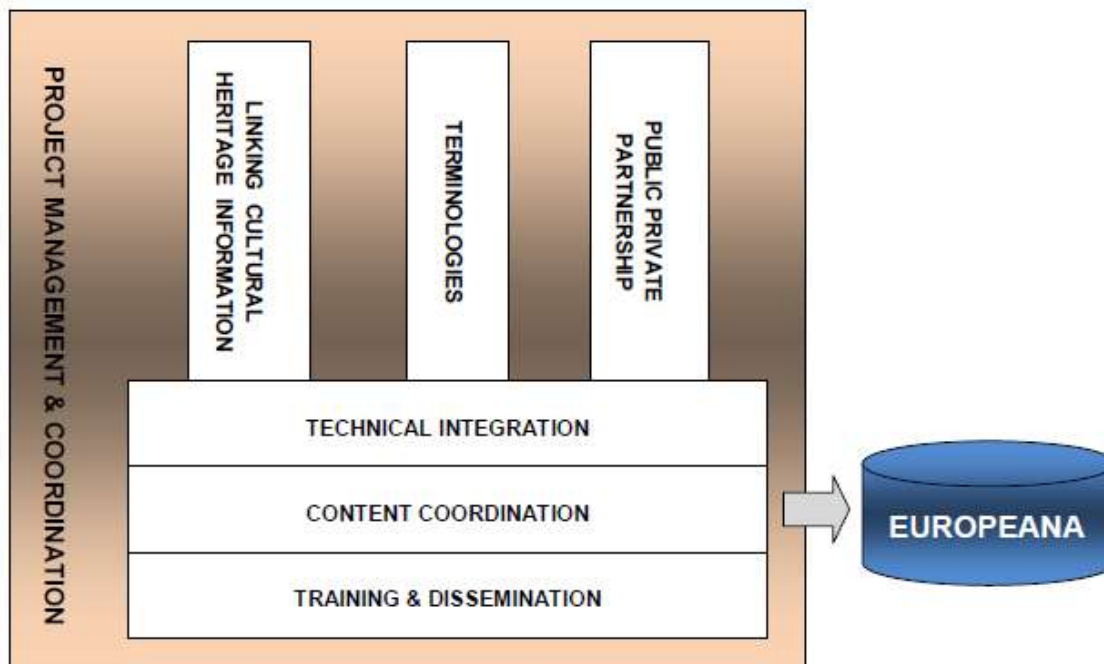 PROJECT MANAGEMENT & COORDINATION
LINKING CULTURAL
HERITAGE INFORMATION
TERMINOLOGIES
PUBLIC PRIVATE
PARTNERSHIP
TECHNICAL INTEGRATION
CONTENT COORDINATION
TRAINING & DISSEMINATION
EUROPEANA